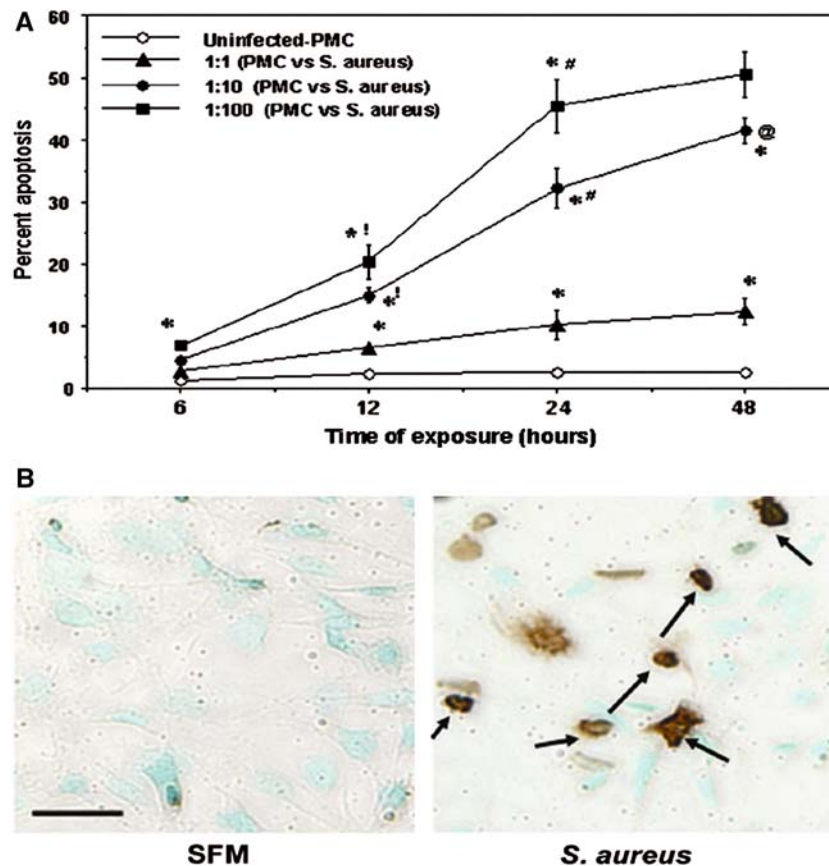 A
60
50
40
30
20
10
0
Percent apoptosis
Uninfected-PMC
1:1 (PMC vs S. aureus)
1:10 (PMC vs S. aureus)
1:100 (PMC vs S. aureus)
*
* !
*!
*
* #
* #
*
@
*
*
6 12 24 48
Time of exposure (hours)
B
SFM S. aureus